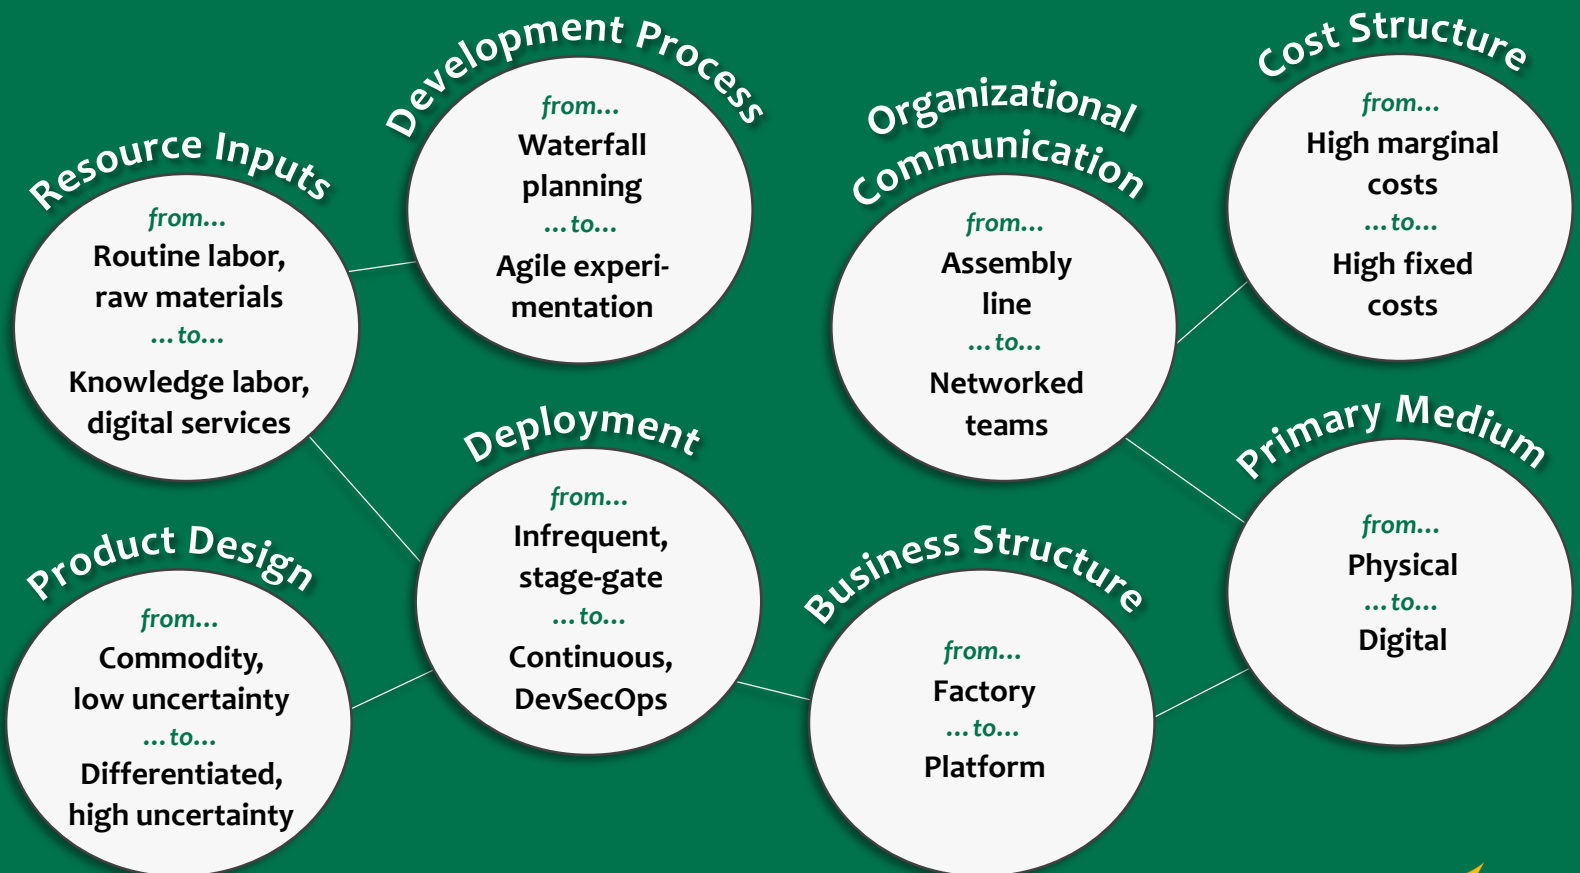 Resource Inputs
from...
Routine labor,
raw materials
...to...
Knowledge labor,
digital services
Development Process
from...
Waterfall
planning
...to...
Agile experi-
mentation
Organizational
Communication
from...
Assembly
line
...to...
Networked
teams
Cost Structure
from...
High marginal
costs
...to...
High fixed
costs
Product Design
from...
Commodity,
low uncertainty
...to...
Differentiated,
high uncertainty
Deployment
from...
Infrequent,
stage-gate
...to...
Continuous,
DevSecOps
Business Structure
from...
Factory
...to...
Platform
Primary Medium
from...
Physical
...to...
Digital